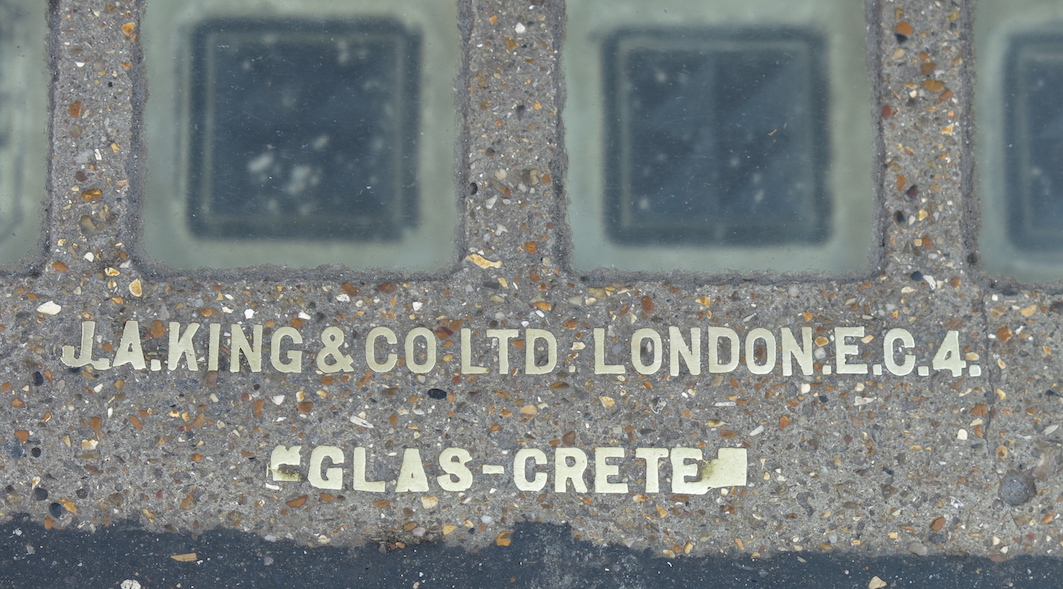 J.A.KING & CO LTD. LONDON.E.C.4.
"GLAS-CRETE"